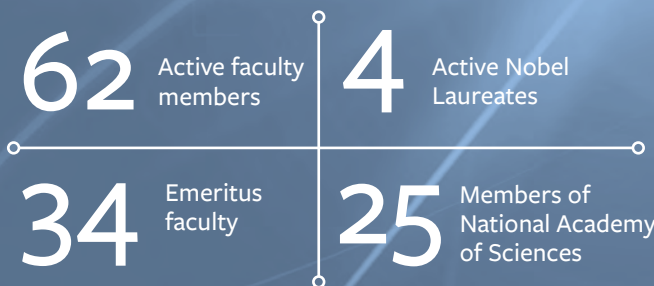 62 Active faculty
members
4 Active Nobel
Laureates
34 Emeritus
faculty
25 Members of
National Academy
of Sciences